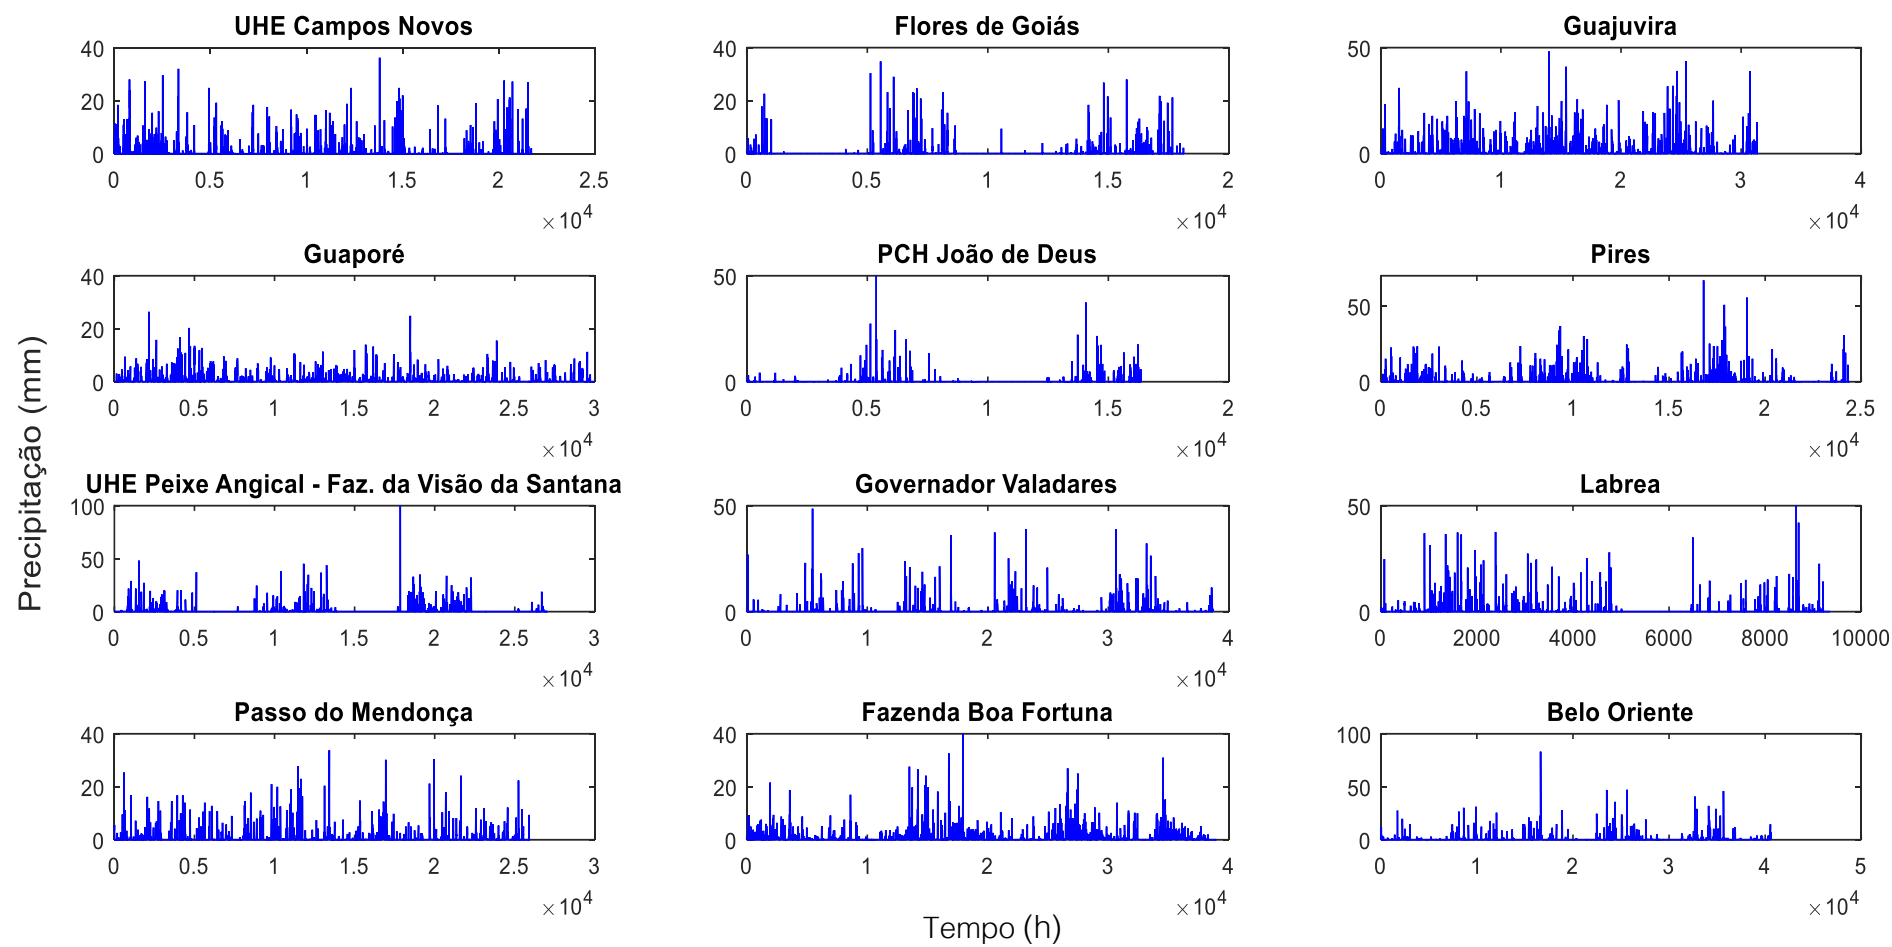 UHE Campos Novos
Flores de Goiás
Guajuvira
40
20
0
0 0.5 1 1.5 2 2.5
×10^4
40
20
0
0 0.5 1 1.5 2
×10^4
50
0
0 1 2 3 4
×10^4
Guaporé
PCH João de Deus
Pires
40
20
0
0 0.5 1 1.5 2 2.5 3
×10^4
50
0
0 0.5 1 1.5 2
×10^4
50
0
0 0.5 1 1.5 2 2.5
×10^4
Precipitação (mm)
UHE Peixe Angical - Faz. da Visão da Santana
Governador Valadares
Labrea
100
50
0
0 0.5 1 1.5 2 2.5 3
×10^4
50
0
0 1 2 3 4
×10^4
50
0
0 2000 4000 6000 8000 10000
Passo do Mendonça
Fazenda Boa Fortuna
Belo Oriente
40
20
0
0 0.5 1 1.5 2 2.5 3
×10^4
40
20
0
0 1 2 3 4
×10^4
100
50
0
0 1 2 3 4 5
×10^4
Tempo (h)